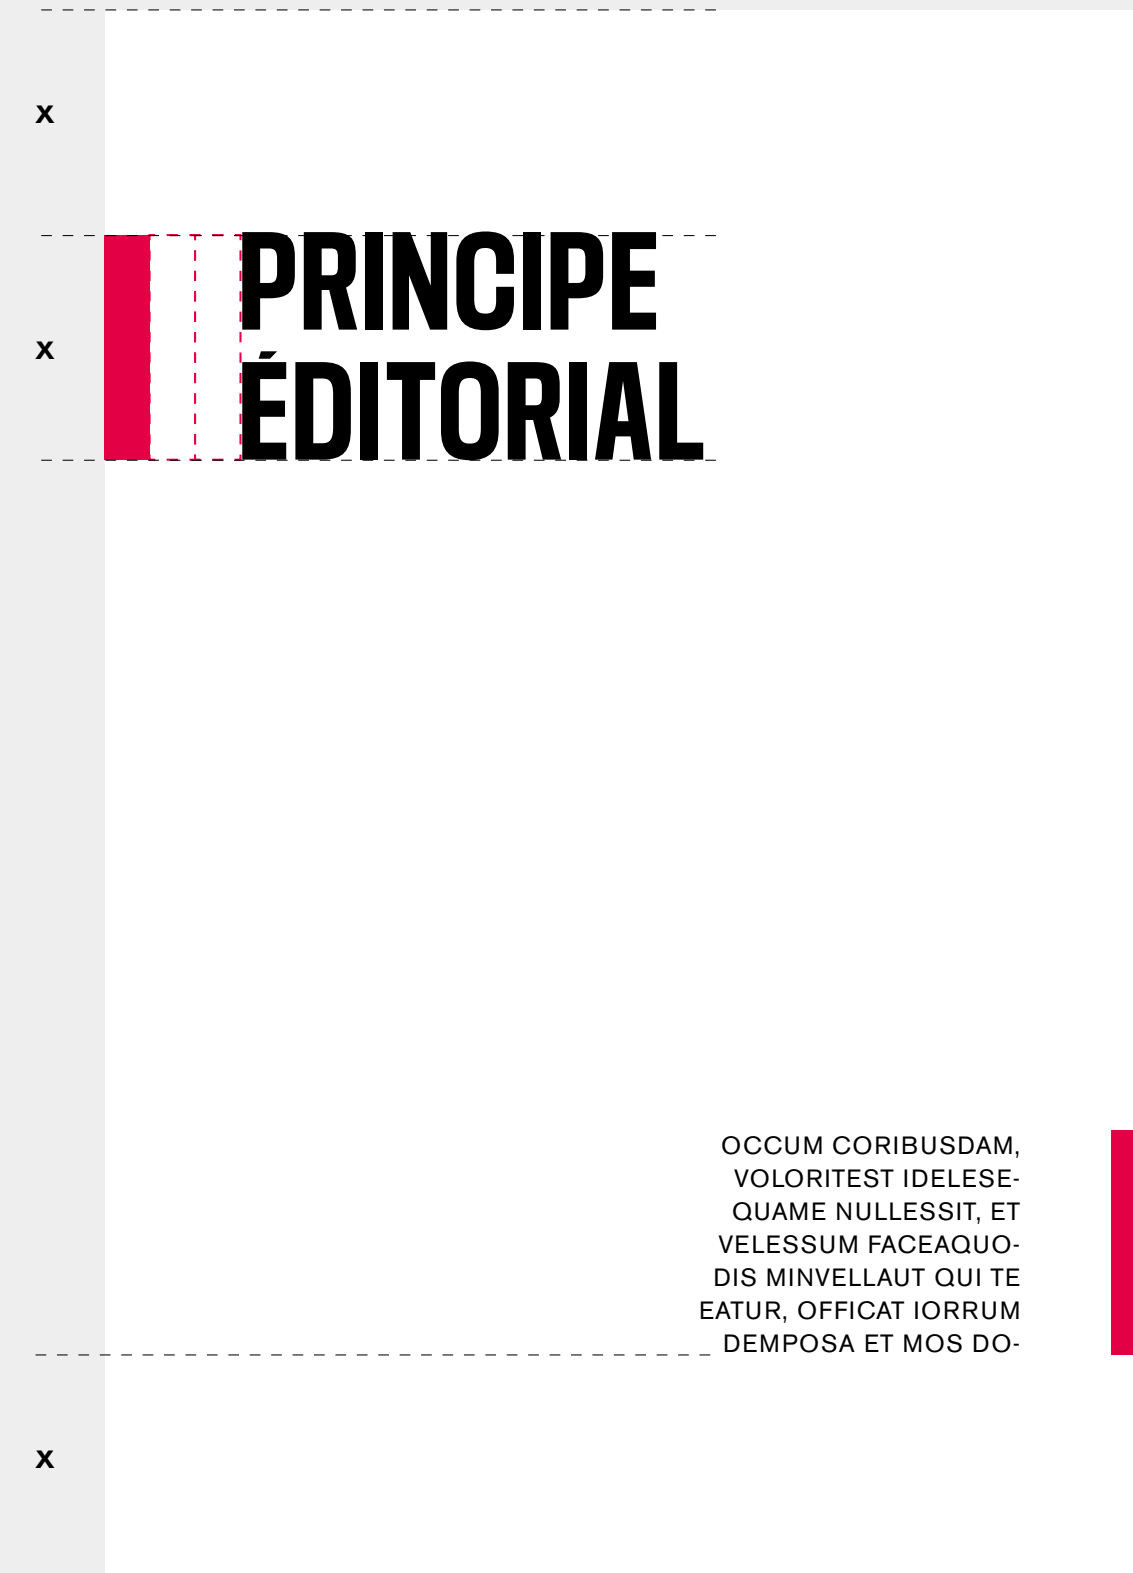 x
PRINCIPE
x
ÉDITORIAL
OCCUM CORIBUSDAM,
VOLORITEST IDELESE-
QUAME NULLESSIT, ET
VELESSUM FACEAQUO-
DIS MINVELLAUT QUI TE
EATUR, OFFICAT IORRUM
DEMPOSA ET MOS DO-
x